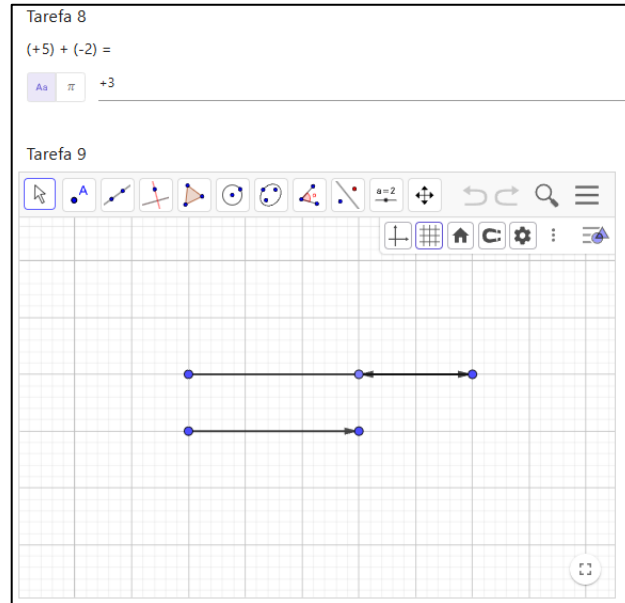 Tarefa 8
(+5) + (-2) =
Aa π +3
Tarefa 9
A a=2